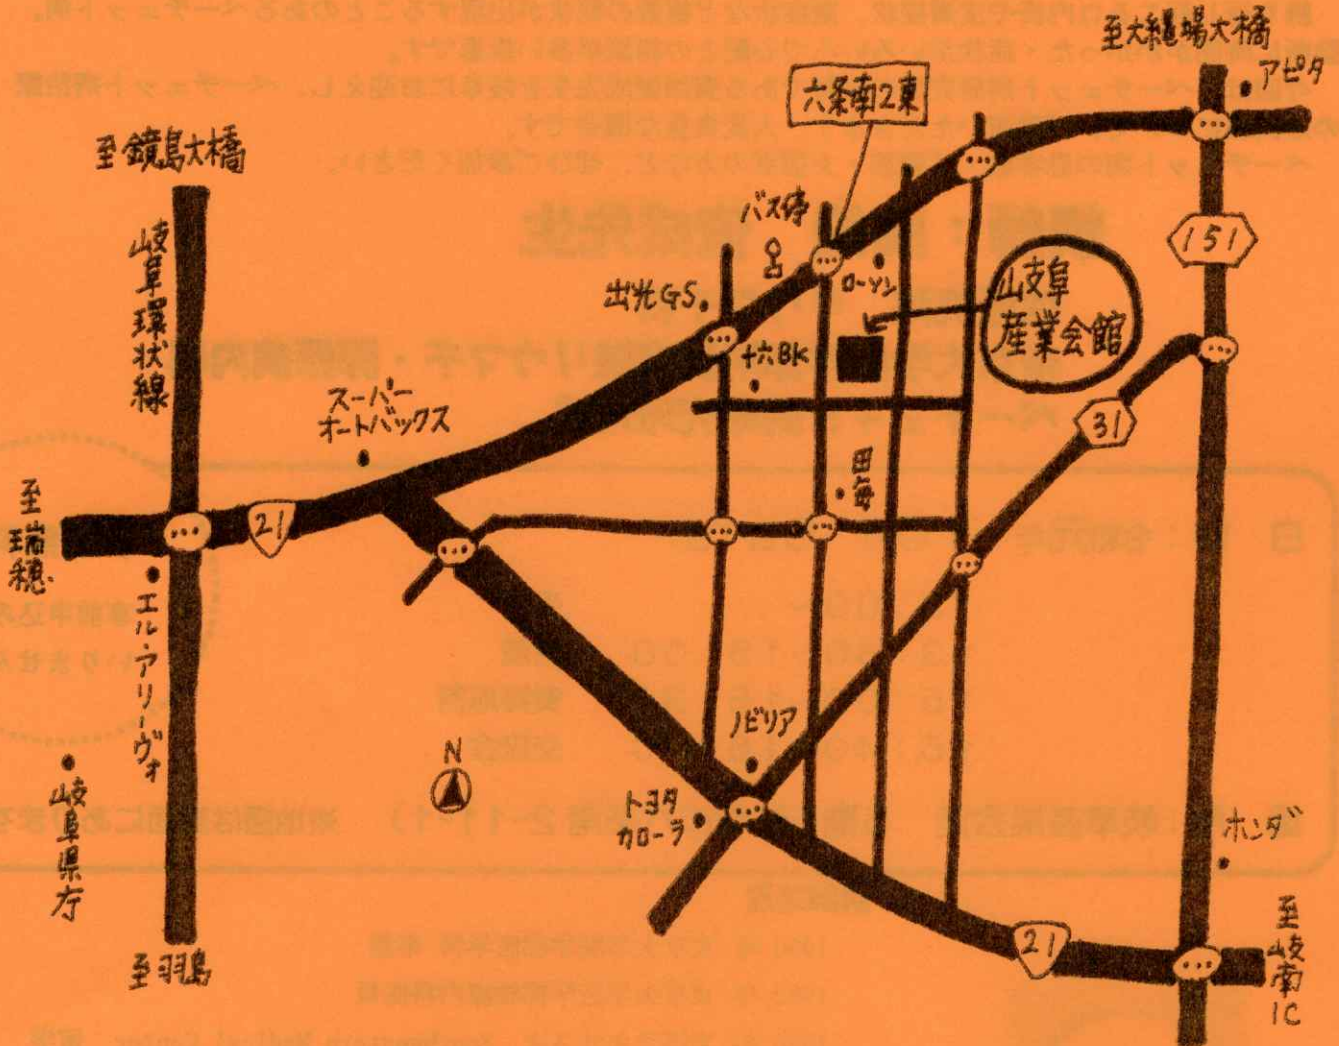 至大縄場大橋
アピタ
六条南2東
至鏡島大橋
バス停
151
岐阜環状線
ローソン
岐阜
産業会館
出光GS.
十六BK
スーパー
オートバックス
31
田毎
至瑞穂
21
エル・アリーヴォ
ノビリア
N
トヨタ
カローラ
ホンダ
岐阜県庁
21
至岐南IC
至羽島